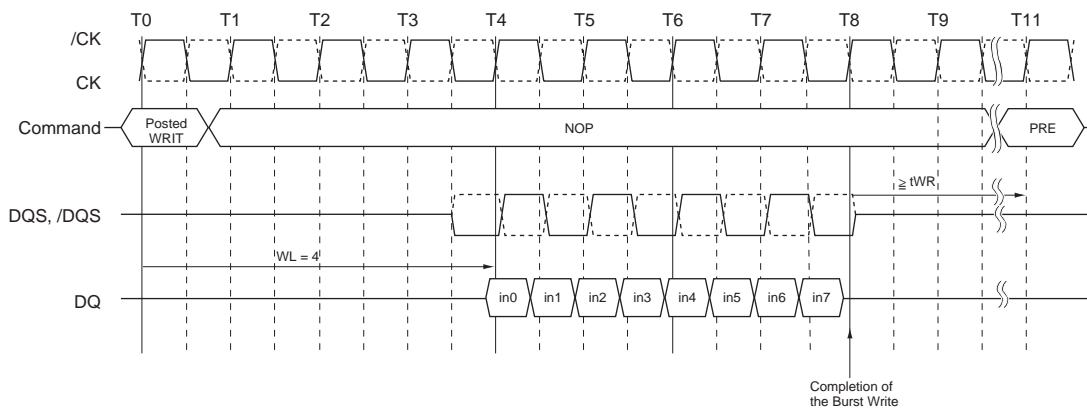 T0 T1 T2 T3 T4 T5 T6 T7 T8 T9 T11
/CK
CK
Command
Posted
WRIT
NOP
PRE
≧ tWR
DQS, /DQS
WL = 4
DQ
in0 in1 in2 in3 in4 in5 in6 in7
Completion of
the Burst Write